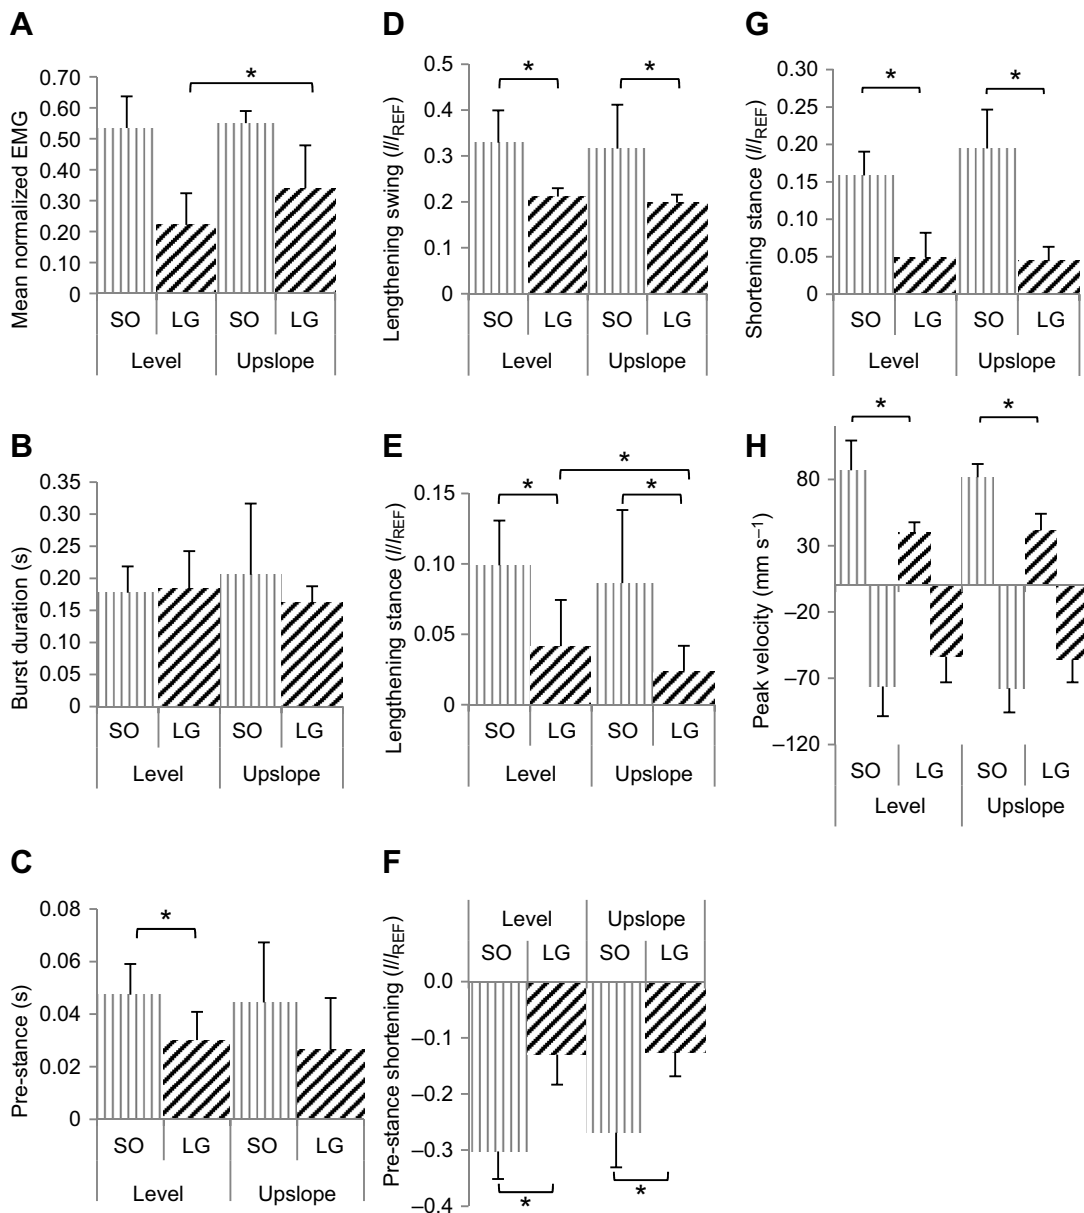 A
Mean normalized EMG
0.70
0.60
0.50
0.40
0.30
0.20
0.10
0
*
SO LG SO LG
Level Upslope
B
Burst duration (s)
0.35
0.30
0.25
0.20
0.15
0.10
0.05
0
SO LG SO LG
Level Upslope
C
Pre-stance (s)
0.08
0.06
0.04
0.02
0
*
SO LG SO LG
Level Upslope
D
Lengthening swing (l/lREF)
0.5
0.4
0.3
0.2
0.1
0
* *
SO LG SO LG
Level Upslope
E
Lengthening stance (l/lREF)
0.15
0.10
0.05
0
*
* *
SO LG SO LG
Level Upslope
F
Pre-stance shortening (l/lREF)
Level Upslope
SO LG SO LG
0.0
–0.1
–0.2
–0.3
–0.4
* *
G
Shortening stance (l/lREF)
0.30
0.25
0.20
0.15
0.10
0.05
0
* *
SO LG SO LG
Level Upslope
H
Peak velocity (mm s–1)
80
30
–20
–70
–120
* *
SO LG SO LG
Level Upslope